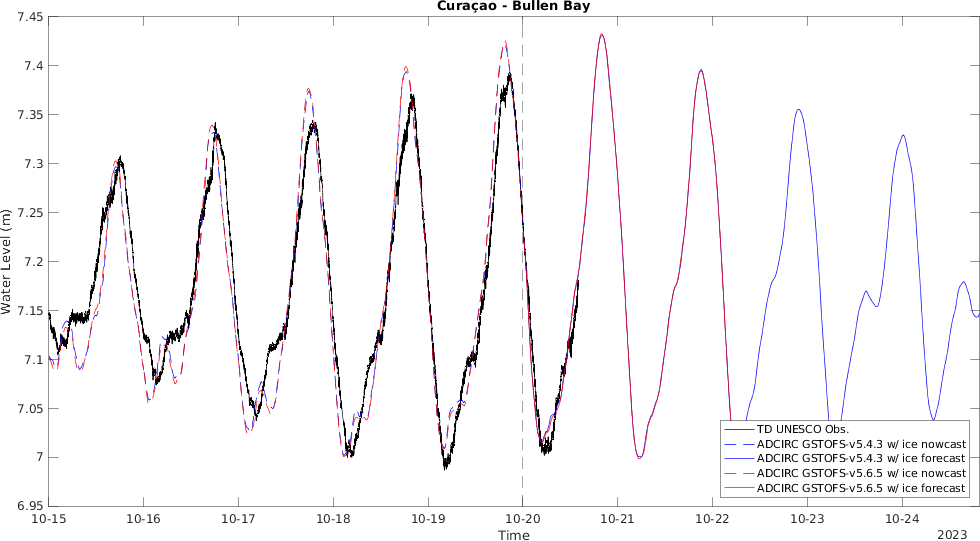 Curaçao - Bullen Bay
7.45
7.4
7.35
7.3
7.25
7.2
7.15
7.1
7.05
7
6.95
Water Level (m)
10-15
10-16
10-17
10-18
10-19
10-20
10-21
10-22
10-23
10-24
Time
2023
TD UNESCO Obs.
ADCIRC GSTOFS-v5.4.3 w/ ice nowcast
ADCIRC GSTOFS-v5.4.3 w/ ice forecast
ADCIRC GSTOFS-v5.6.5 w/ ice nowcast
ADCIRC GSTOFS-v5.6.5 w/ ice forecast